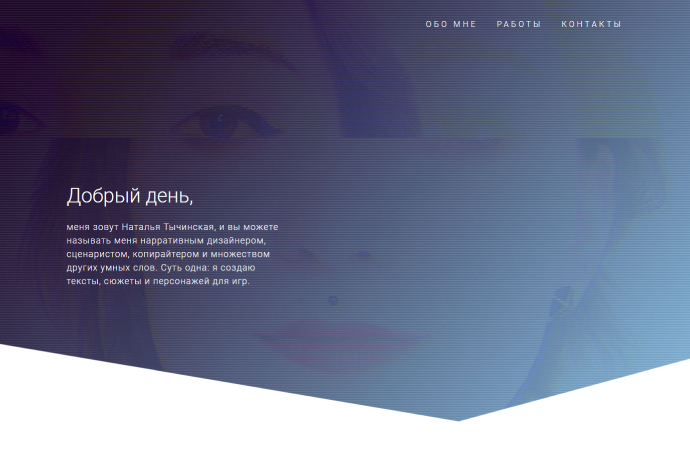 ОБО МНЕ РАБОТЫ КОНТАКТЫ
Добрый день,
меня зовут Наталья Тычинская, и вы можете
называть меня нарративным дизайнером,
сценаристом, копирайтером и множеством
других умных слов. Суть одна: я создаю
тексты, сюжеты и персонажей для игр.